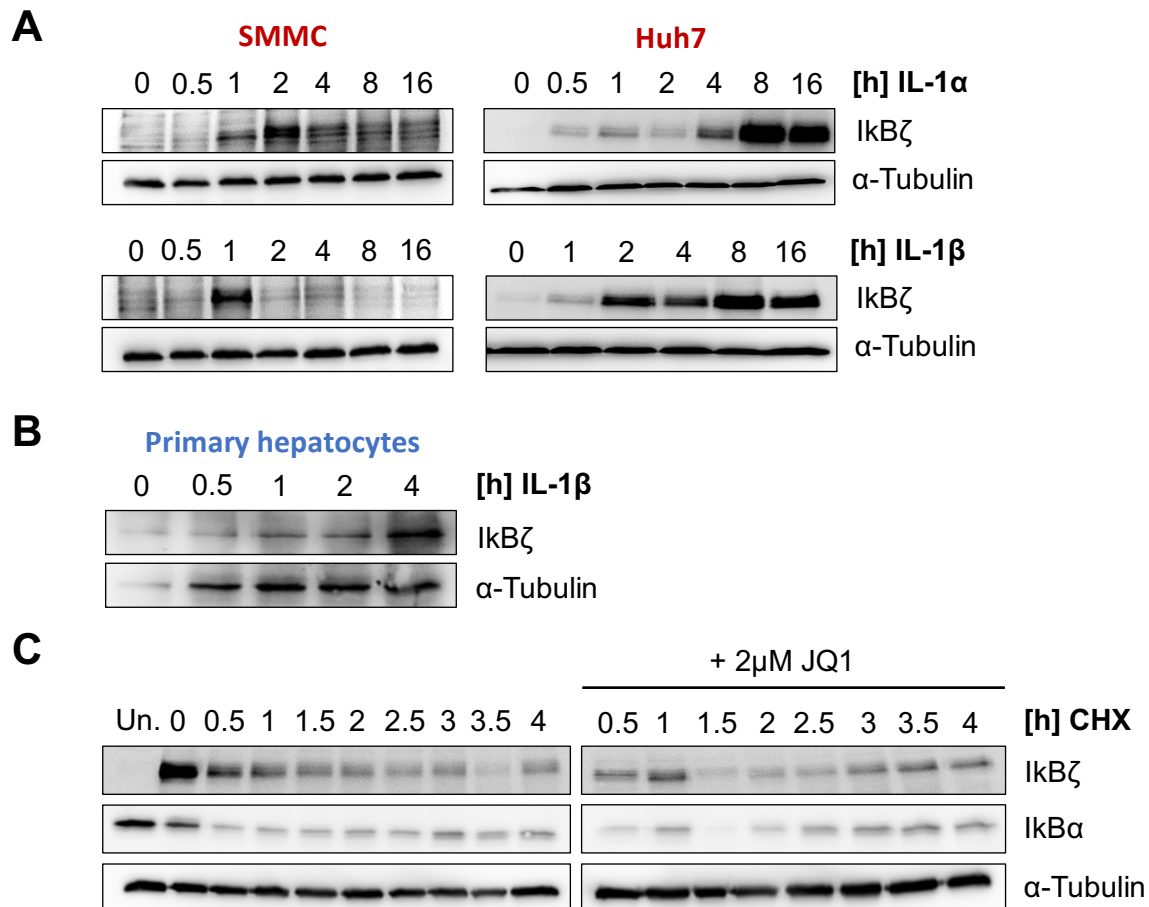 A
SMMC Huh7
0 0.5 1 2 4 8 16 0 0.5 1 2 4 8 16 [h] IL-1α
IkBζ
α-Tubulin
0 0.5 1 2 4 8 16 0 1 2 4 8 16 [h] IL-1β
IkBζ
α-Tubulin
B
Primary hepatocytes
0 0.5 1 2 4 [h] IL-1β
IkBζ
α-Tubulin
C
+ 2µM JQ1
Un. 0 0.5 1 1.5 2 2.5 3 3.5 4 0.5 1 1.5 2 2.5 3 3.5 4 [h] CHX
IkBζ
IkBα
α-Tubulin